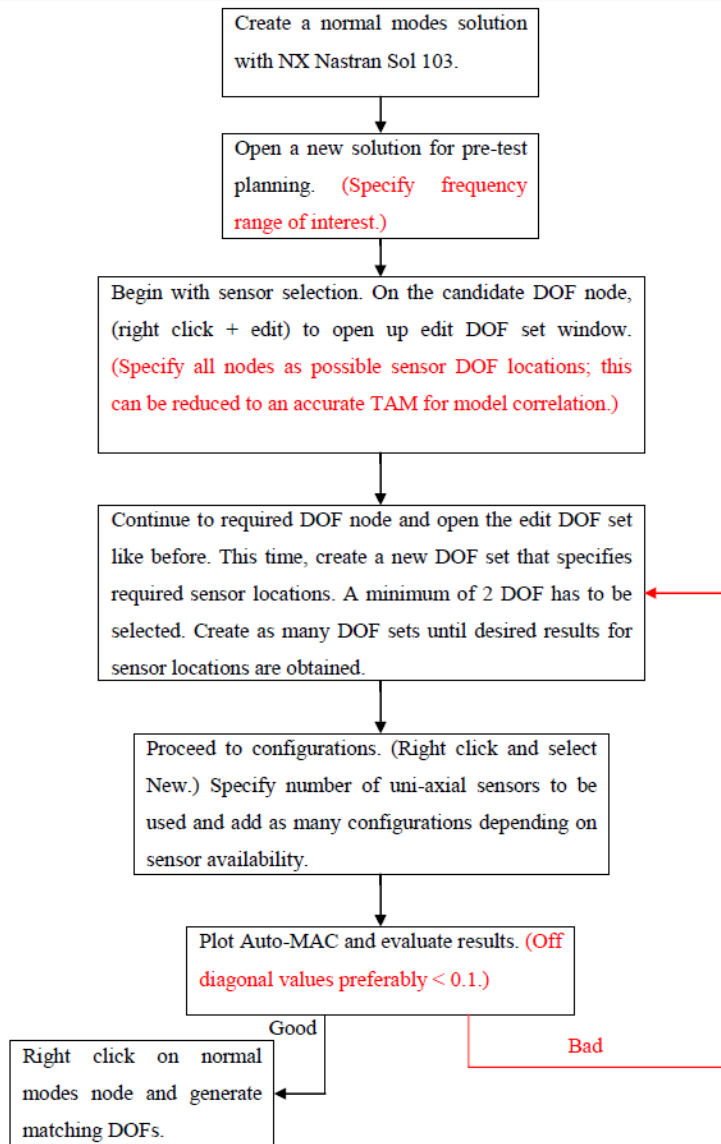 Create a normal modes solution
with NX Nastran Sol 103.
Open a new solution for pre-test
planning. (Specify frequency
range of interest.)
Begin with sensor selection. On the candidate DOF node,
(right click + edit) to open up edit DOF set window.
(Specify all nodes as possible sensor DOF locations; this
can be reduced to an accurate TAM for model correlation.)
Continue to required DOF node and open the edit DOF set
like before. This time, create a new DOF set that specifies
required sensor locations. A minimum of 2 DOF has to be
selected. Create as many DOF sets until desired results for
sensor locations are obtained.
Proceed to configurations. (Right click and select
New.) Specify number of uni-axial sensors to be
used and add as many configurations depending on
sensor availability.
Plot Auto-MAC and evaluate results. (Off
diagonal values preferably < 0.1.)
Good
Bad
Right click on normal
modes node and generate
matching DOFs.